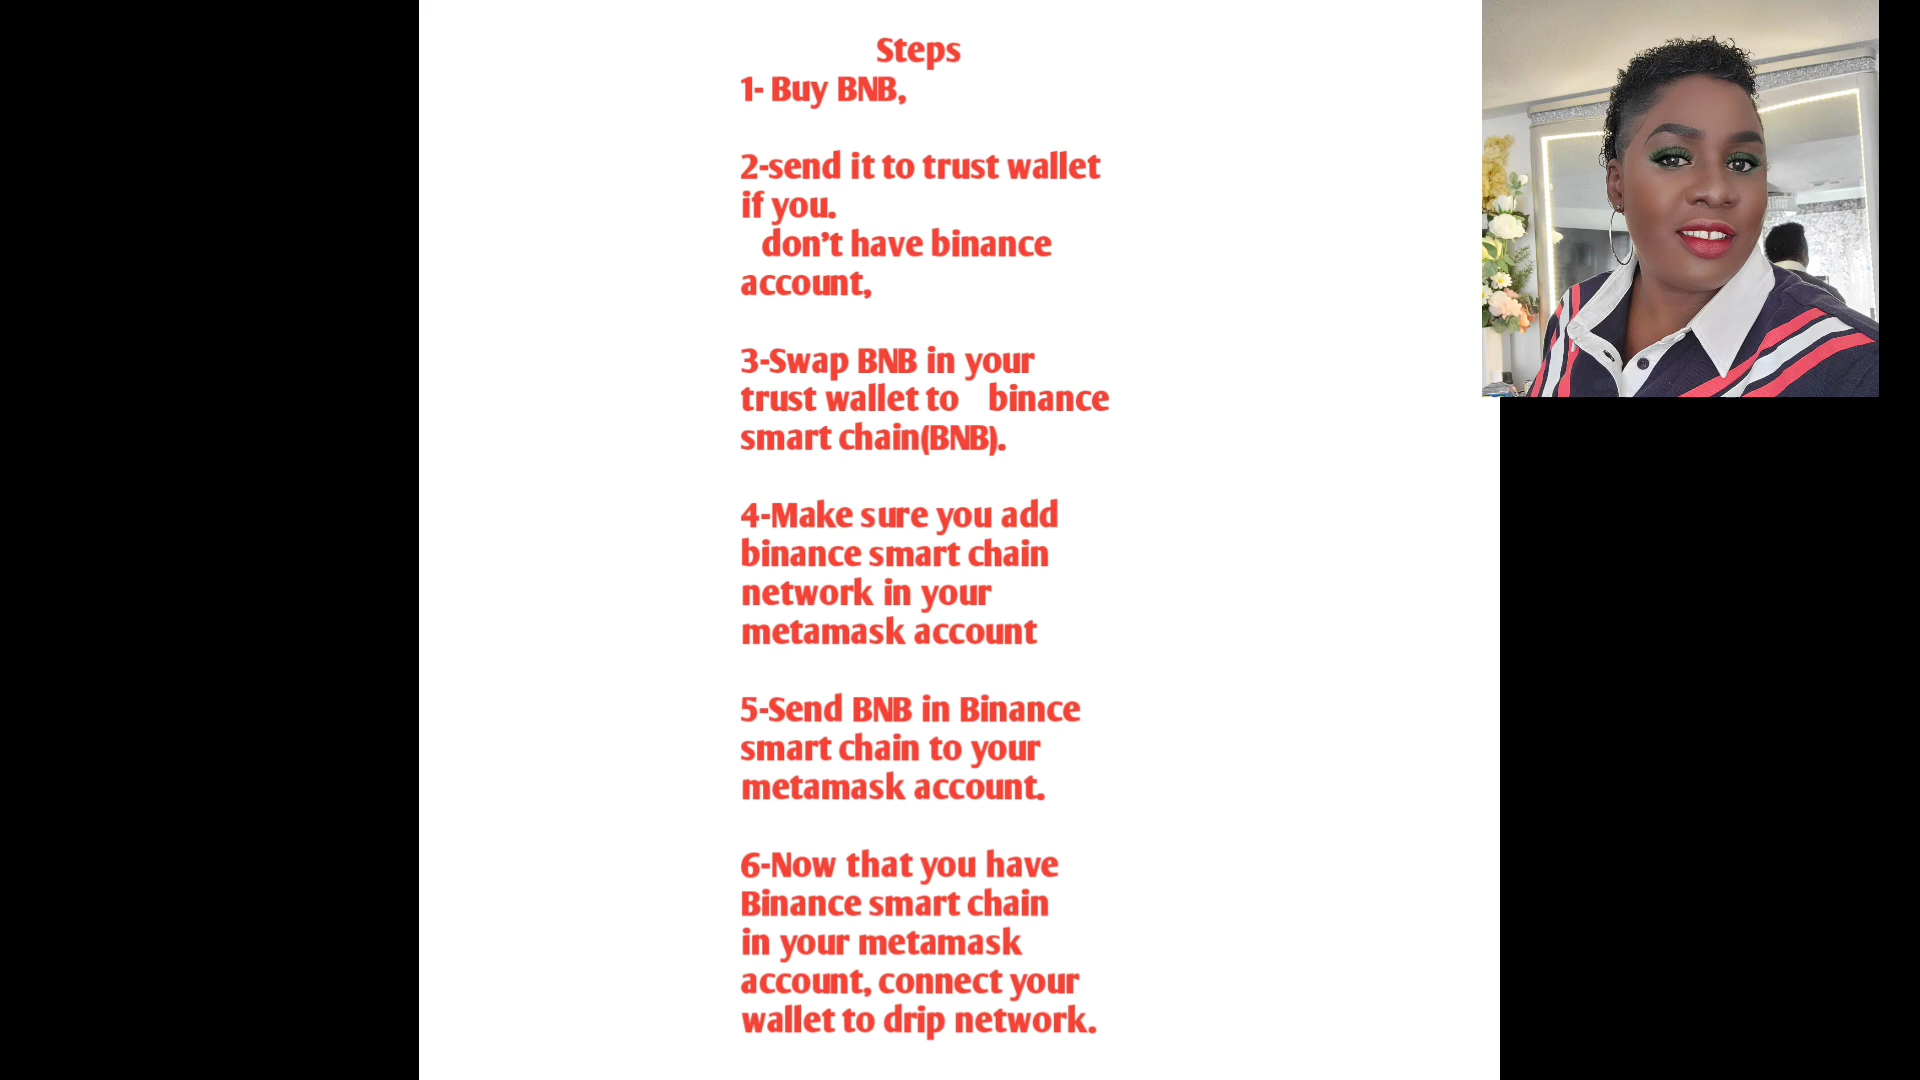 Steps
1- Buy BNB,
2-send it to trust wallet
if you.
don't have binance
account,
3-Swap BNB in your
trust wallet to binance
smart chain(BNB).
4-Make sure you add
binance smart chain
network in your
metamask account
5-Send BNB in Binance
smart chain to your
metamask account.
6-Now that you have
Binance smart chain
in your metamask
account, connect your
wallet to drip network.